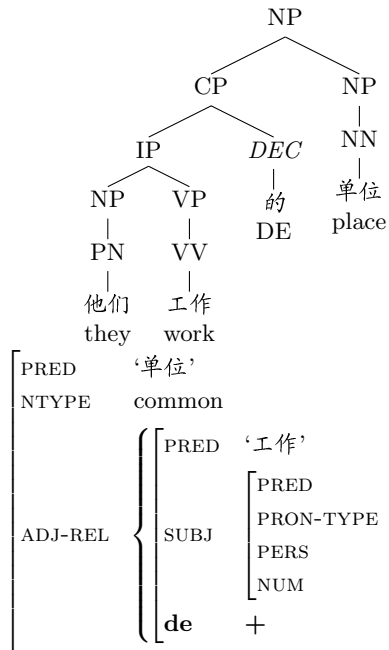 NP
CP NP
IP DEC NN
NP VP 的 单位
PN VV DE place
他们 工作
they work
PRED ‘单位’
NTYPE common
PRED ‘工作’
PRED
PRON-TYPE
ADJ-REL SUBJ
PERS
NUM
de +